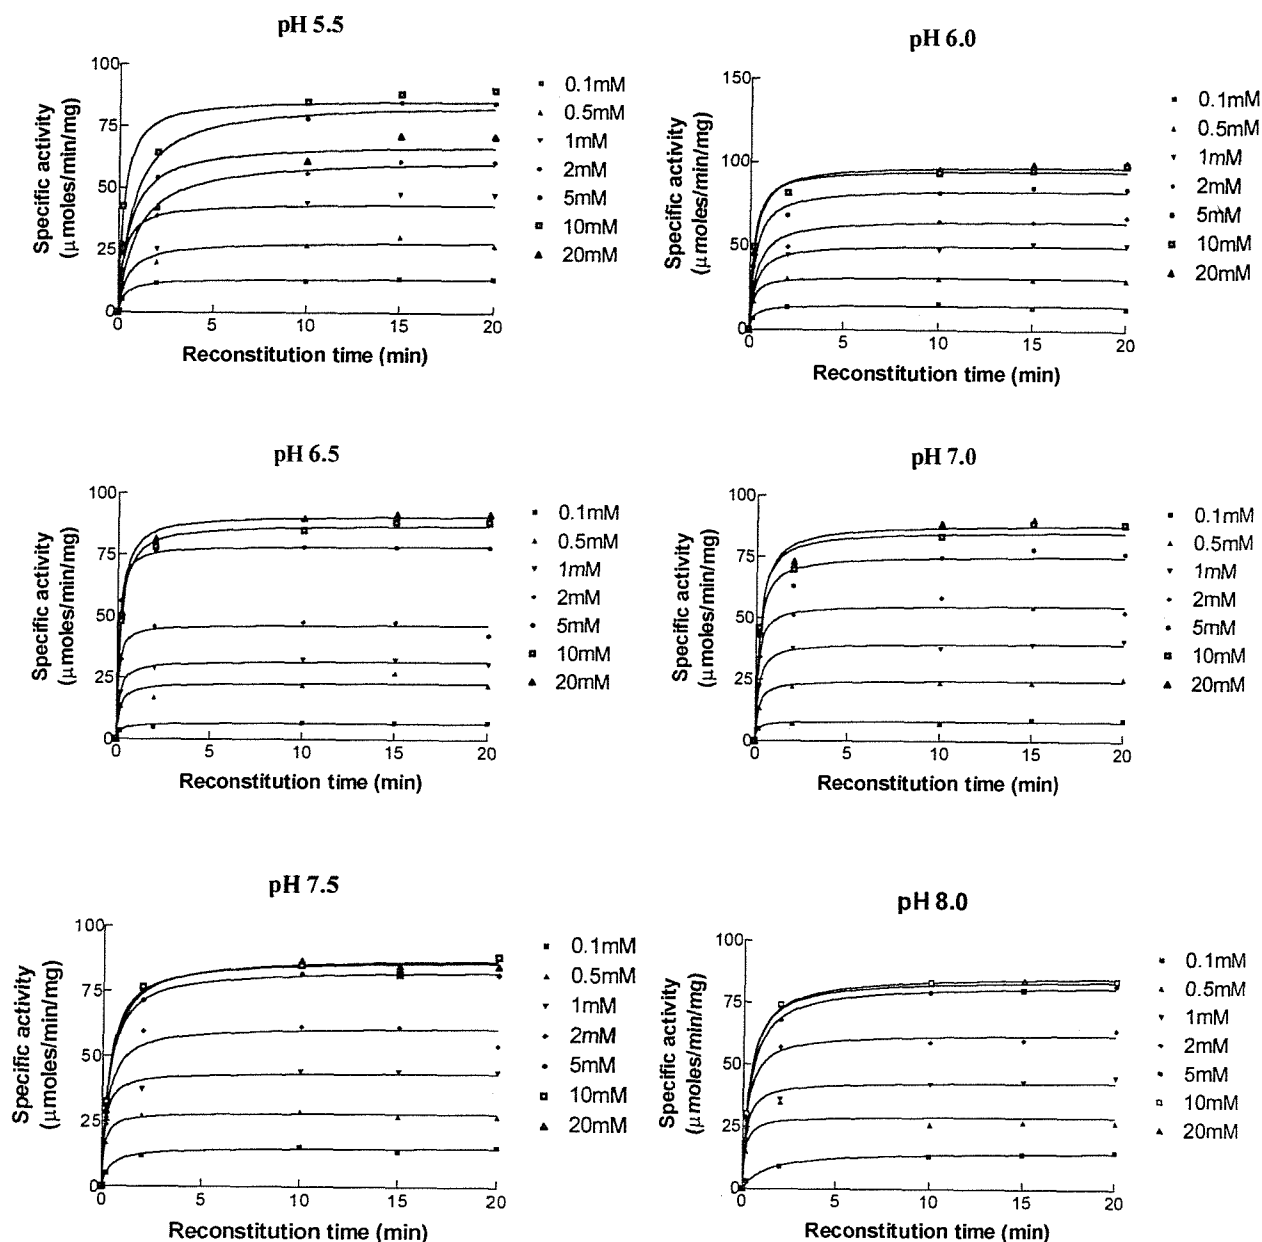 pH 5.5
Specific activity
(μmoles/min/mg)
100
75
50
25
0
0
5
10
15
20
Reconstitution time (min)
0.1mM
0.5mM
1mM
2mM
5mM
10mM
20mM
pH 6.0
Specific activity
(μmoles/min/mg)
150
100
50
0
0
5
10
15
20
Reconstitution time (min)
0.1mM
0.5mM
1mM
2mM
5mM
10mM
20mM
pH 6.5
Specific activity
(μmoles/min/mg)
100
75
50
25
0
0
5
10
15
20
Reconstitution time (min)
0.1mM
0.5mM
1mM
2mM
5mM
10mM
20mM
pH 7.0
Specific activity
(μmoles/min/mg)
100
75
50
25
0
0
5
10
15
20
Reconstitution time (min)
0.1mM
0.5mM
1mM
2mM
5mM
10mM
20mM
pH 7.5
Specific activity
(μmoles/min/mg)
100
75
50
25
0
0
5
10
15
20
Reconstitution time (min)
0.1mM
0.5mM
1mM
2mM
5mM
10mM
20mM
pH 8.0
Specific activity
(μmoles/min/mg)
100
75
50
25
0
0
5
10
15
20
Reconstitution time (min)
0.1mM
0.5mM
1mM
2mM
5mM
10mM
20mM